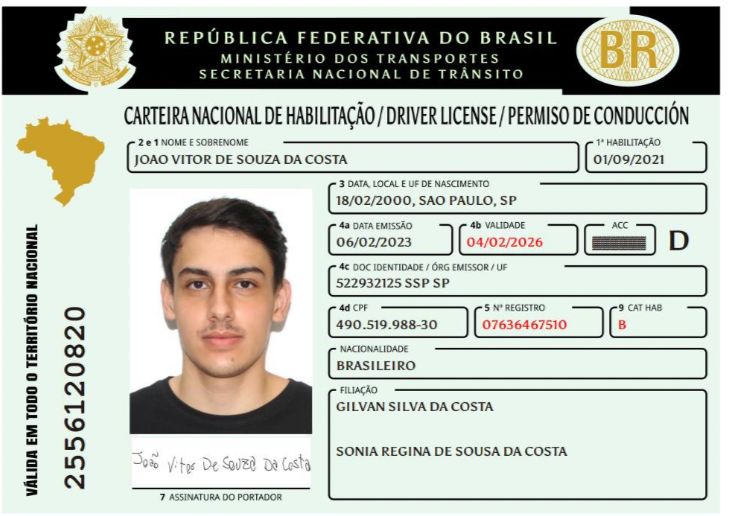 REPÚBLICA FEDERATIVA DO BRASIL
MINISTÉRIO DOS TRANSPORTES
SECRETARIA NACIONAL DE TRÂNSITO
BR
CARTEIRA NACIONAL DE HABILITAÇÃO / DRIVER LICENSE / PERMISO DE CONDUCCIÓN
2 e 1 NOME E SOBRENOME
JOAO VITOR DE SOUZA DA COSTA
1ª HABILITAÇÃO
01/09/2021
3 DATA, LOCAL E UF DE NASCIMENTO
18/02/2000, SAO PAULO, SP
4a DATA EMISSÃO
06/02/2023
4b VALIDADE
04/02/2026
ACC
D
4c DOC IDENTIDADE / ÓRG EMISSOR / UF
522932125 SSP SP
4d CPF
490.519.988-30
5 Nº REGISTRO
07636467510
9 CAT HAB
B
NACIONALIDADE
BRASILEIRO
FILIAÇÃO
GILVAN SILVA DA COSTA
SONIA REGINA DE SOUSA DA COSTA
João Vitor De Souza Da Costa
7 ASSINATURA DO PORTADOR
VÁLIDA EM TODO O TERRITÓRIO NACIONAL
2556120820